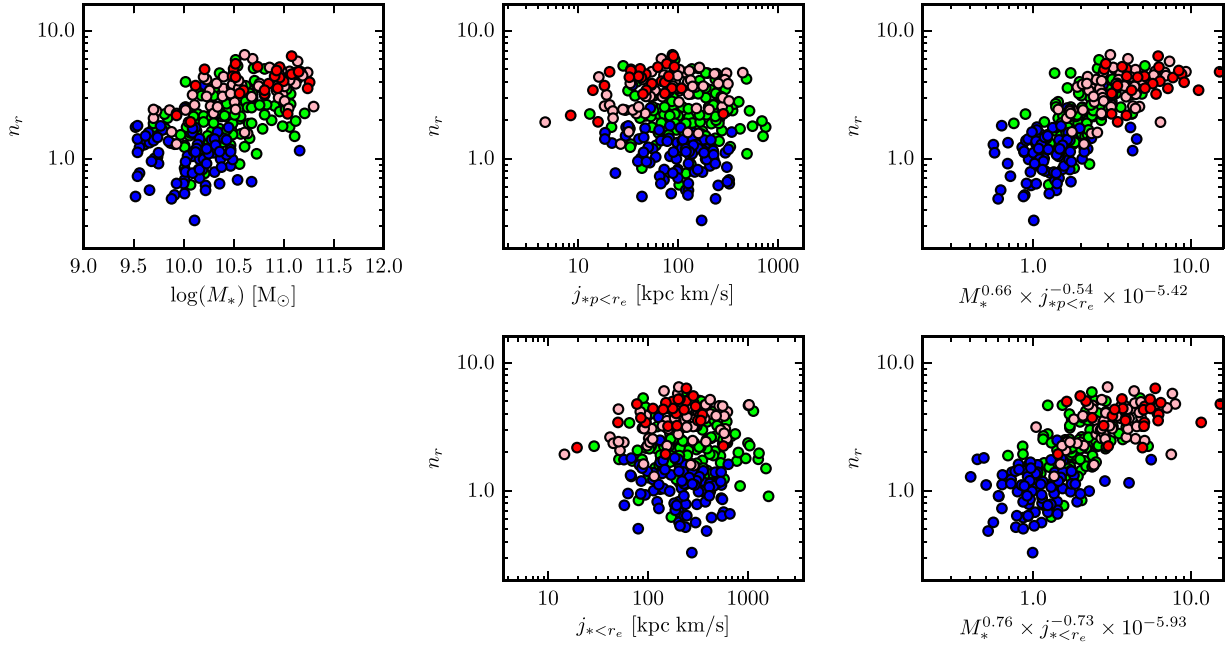 10.0
1.0
n_r
9.0 9.5 10.0 10.5 11.0 11.5 12.0
log(M_*) [M_⊙]
n_r
10.0
1.0
10 100 1000
j_{*p<r_e} [kpc km/s]
n_r
10.0
1.0
1.0 10.0
M_*^{0.66} × j_{*p<r_e}^{-0.54} × 10^{-5.42}
n_r
10.0
1.0
10 100 1000
j_{*<r_e} [kpc km/s]
n_r
10.0
1.0
1.0 10.0
M_*^{0.76} × j_{*<r_e}^{-0.73} × 10^{-5.93}